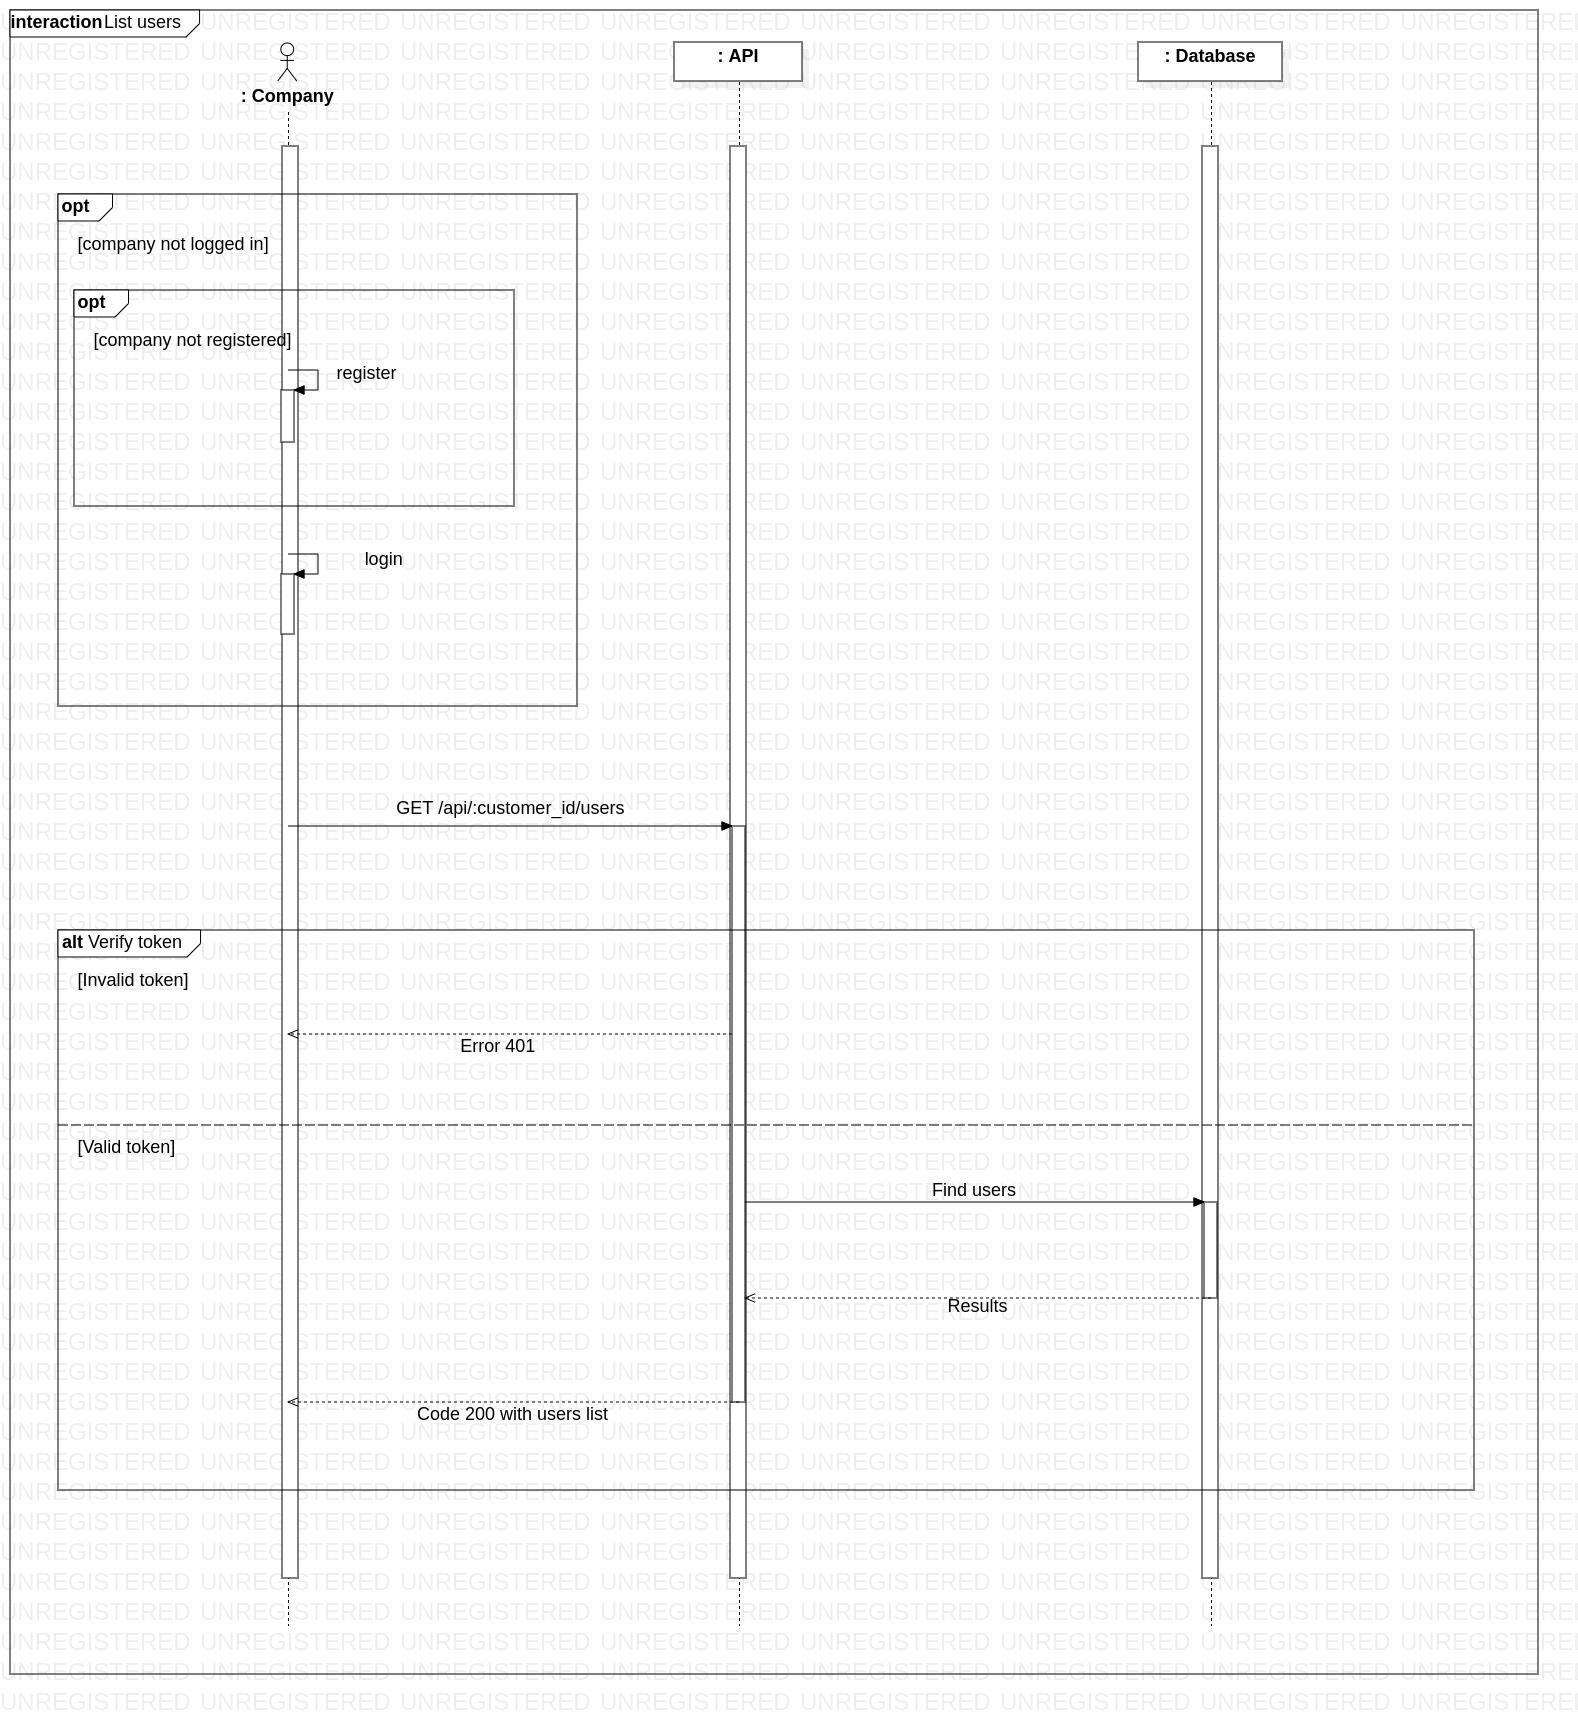 interaction List users
: Company
: API
: Database
opt
[company not logged in]
opt
[company not registered]
register
login
GET /api/:customer_id/users
alt Verify token
[Invalid token]
Error 401
[Valid token]
Find users
Results
Code 200 with users list
UNREGISTERED